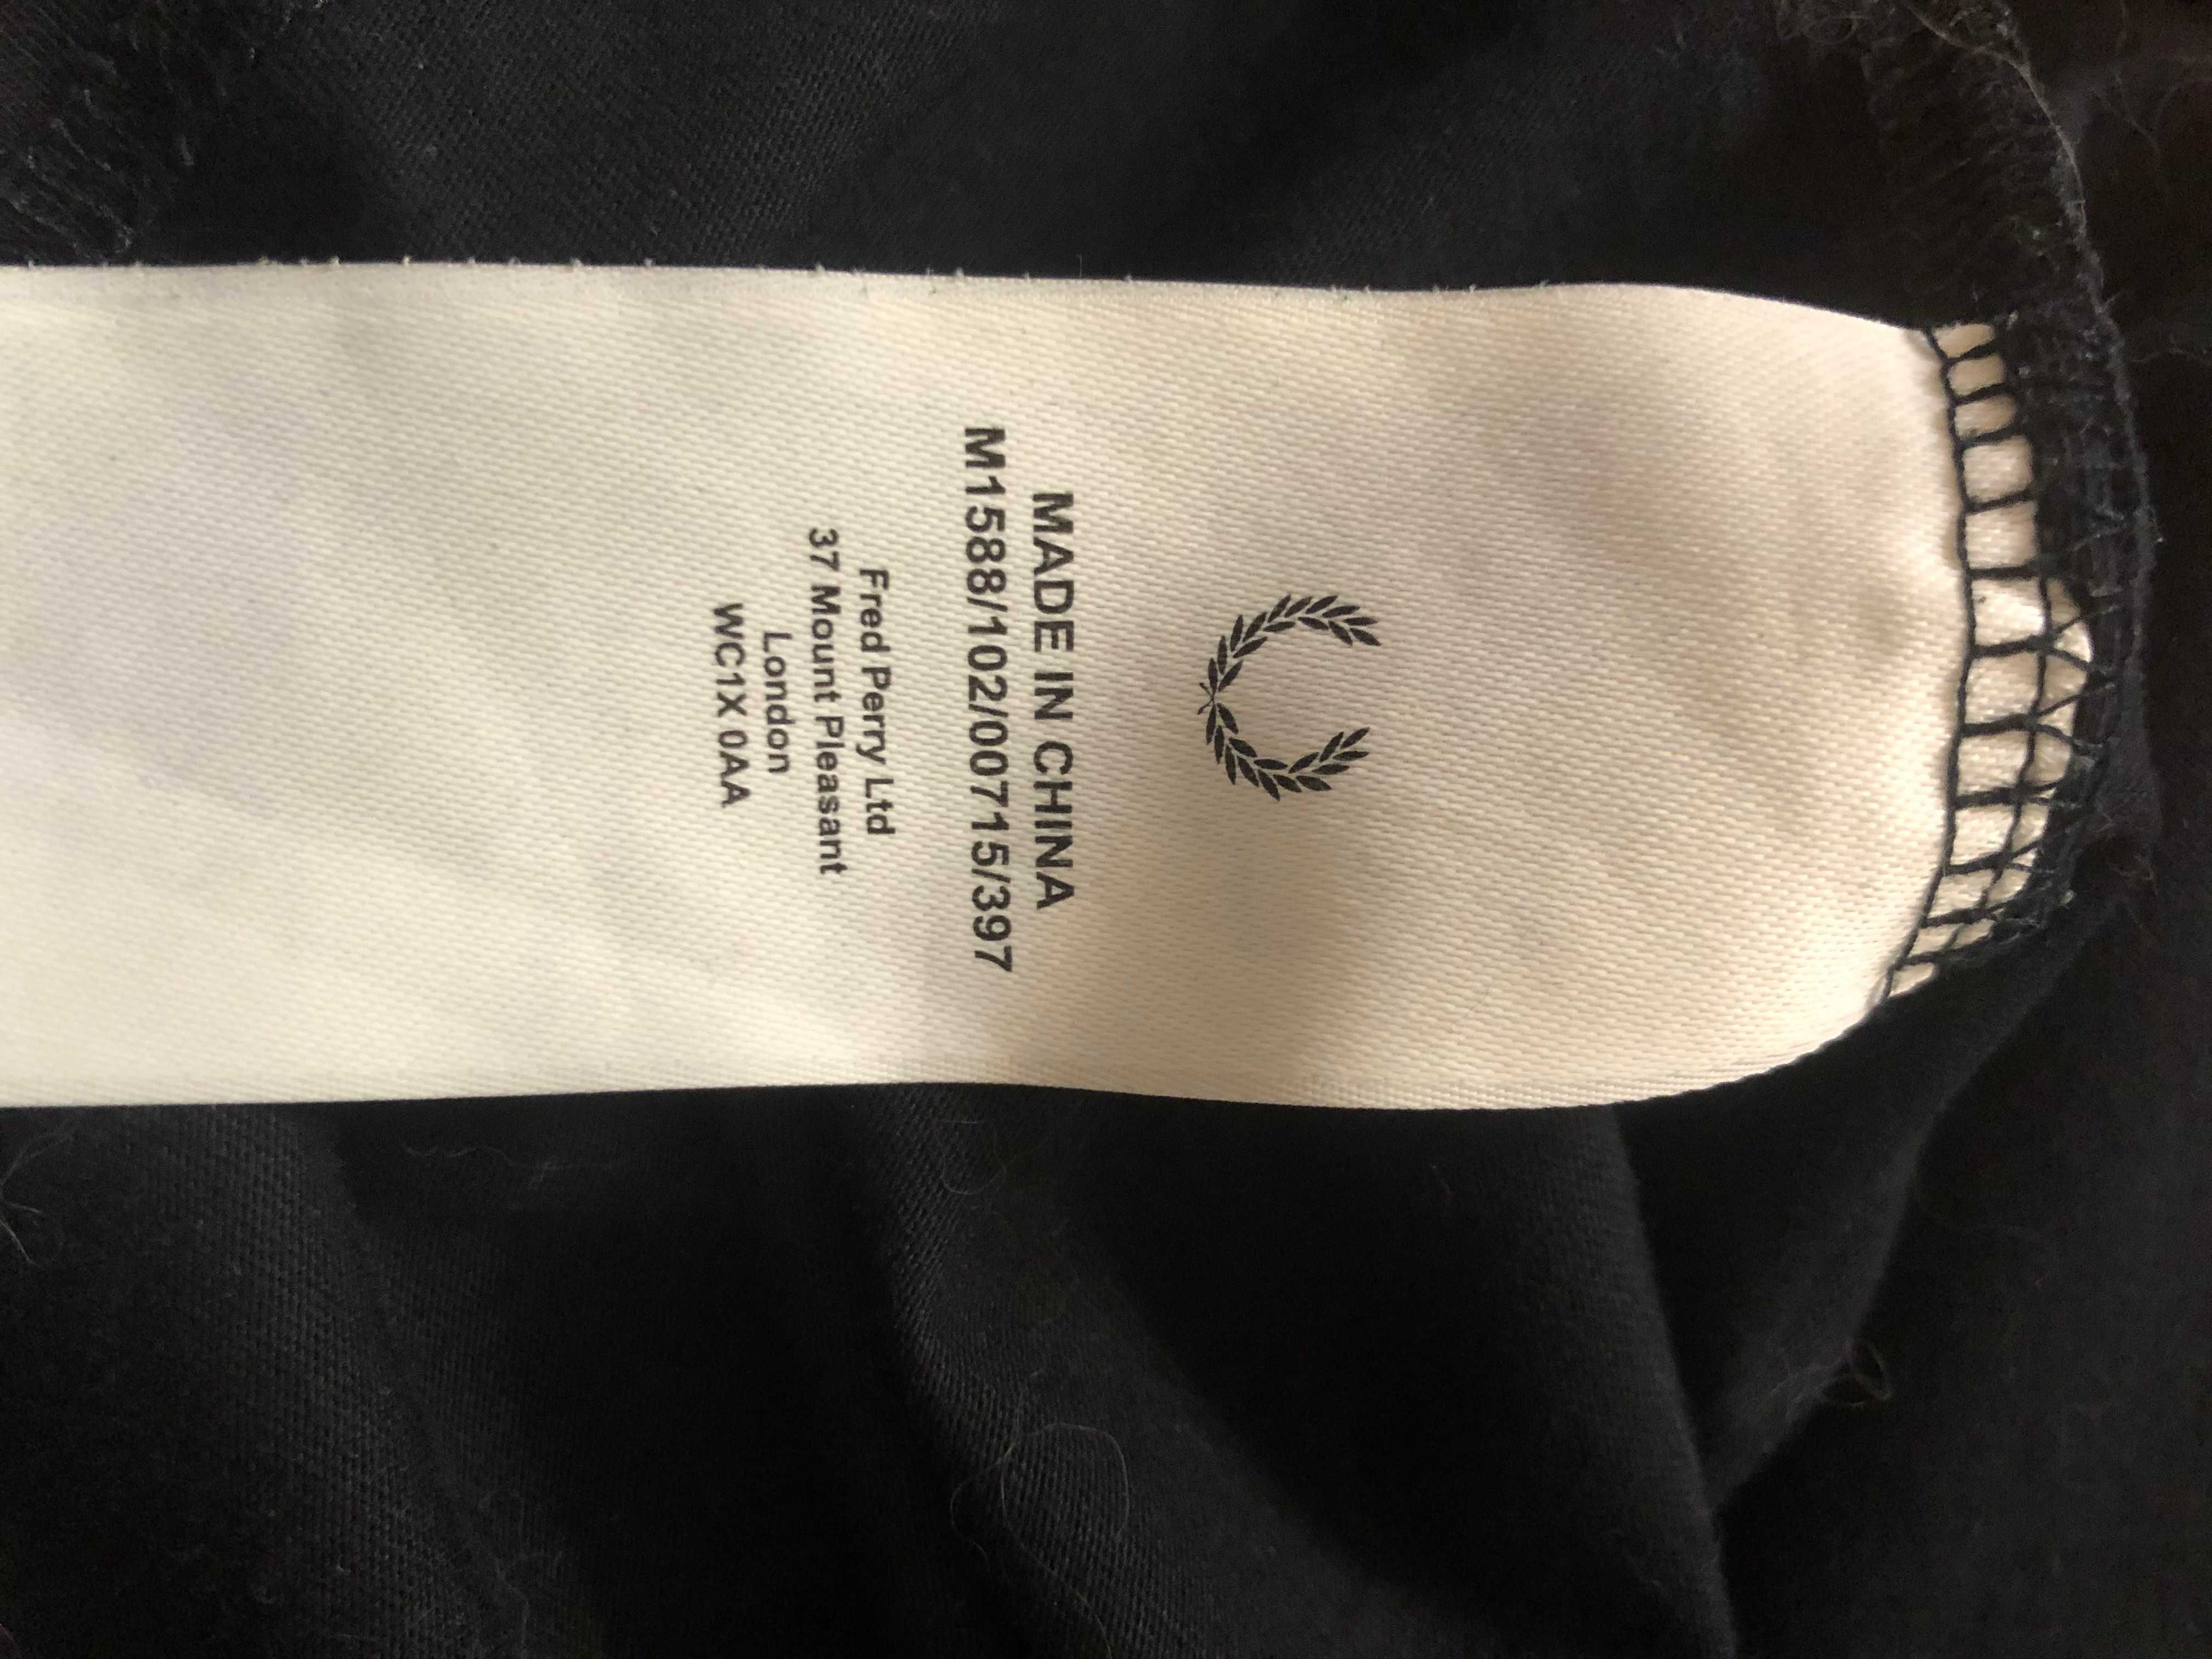 MADE IN CHINA
M1588/102/00715/397
Fred Perry Ltd
37 Mount Pleasant
London
WC1X 0AA